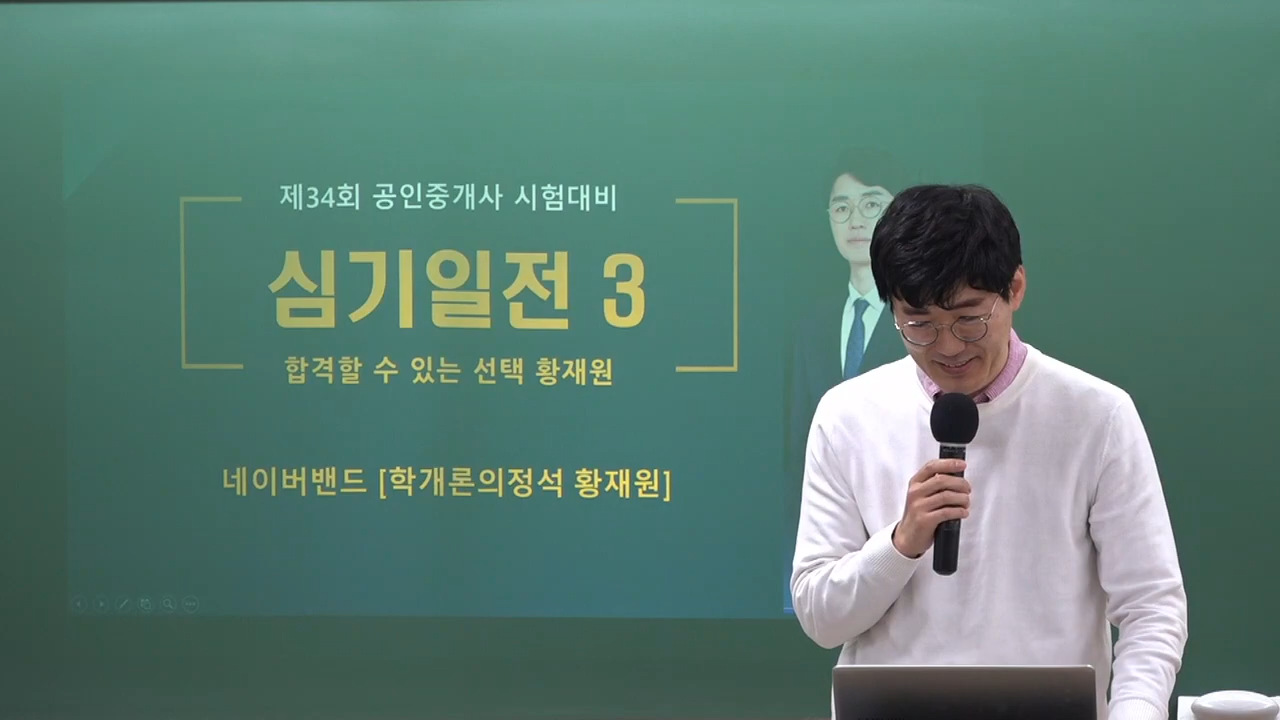 제34회 공인중개사 시험대비
심기일전 3
합격할 수 있는 선택 황재원
네이버밴드 [학개론의정석 황재원]